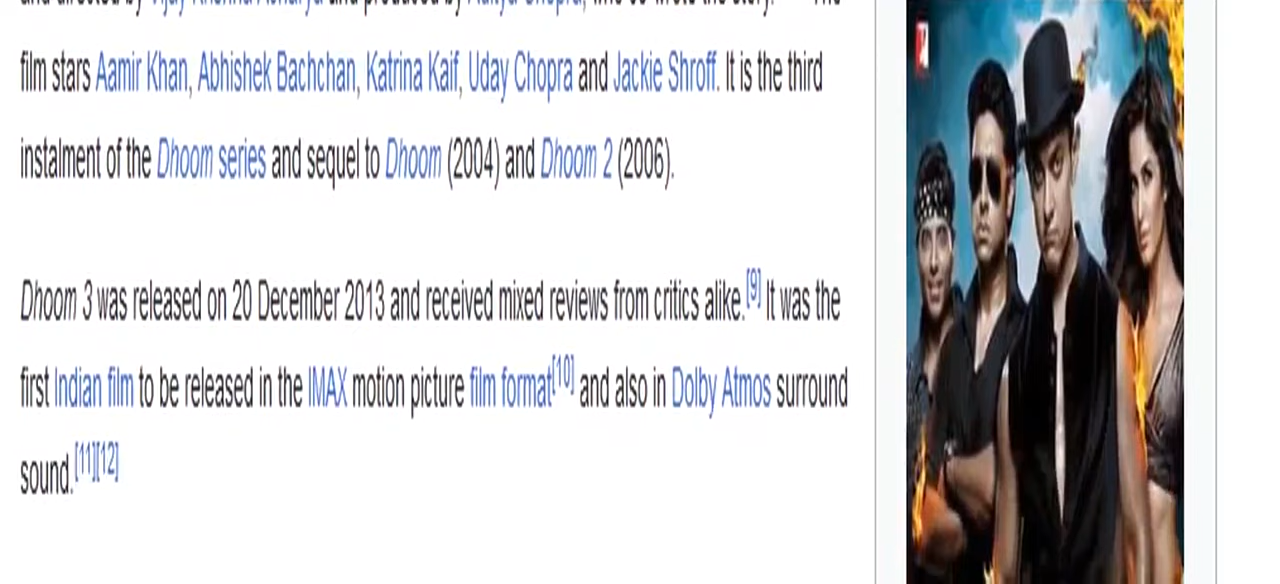 film stars Aamir Khan, Abhishek Bachchan, Katrina Kaif, Uday Chopra and Jackie Shroff. It is the third
instalment of the Dhoom series and sequel to Dhoom (2004) and Dhoom 2 (2006).
Dhoom 3 was released on 20 December 2013 and received mixed reviews from critics alike.[9] It was the
first Indian film to be released in the IMAX motion picture film format[10] and also in Dolby Atmos surround
sound.[11][12]